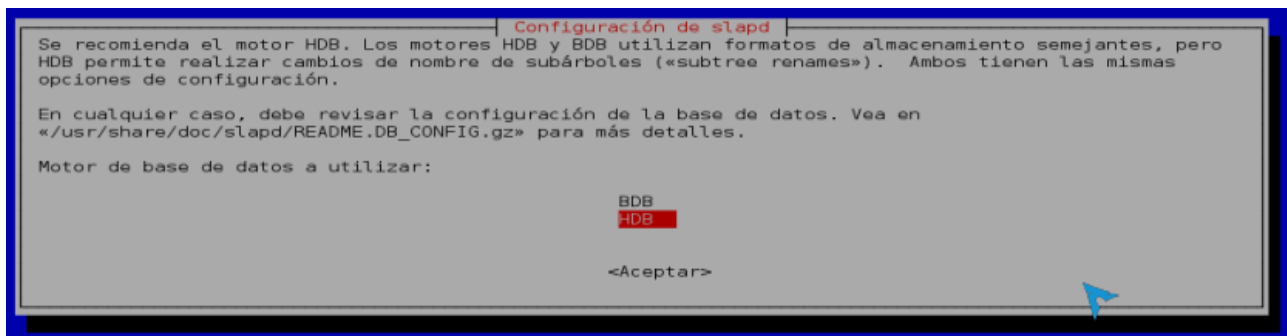 Configuración de slapd
Se recomienda el motor HDB. Los motores HDB y BDB utilizan formatos de almacenamiento semejantes, pero
HDB permite realizar cambios de nombre de subárboles («subtree renames»).  Ambos tienen las mismas
opciones de configuración.
En cualquier caso, debe revisar la configuración de la base de datos. Vea en
«/usr/share/doc/slapd/README.DB_CONFIG.gz» para más detalles.
Motor de base de datos a utilizar:
BDB
HDB
<Aceptar>